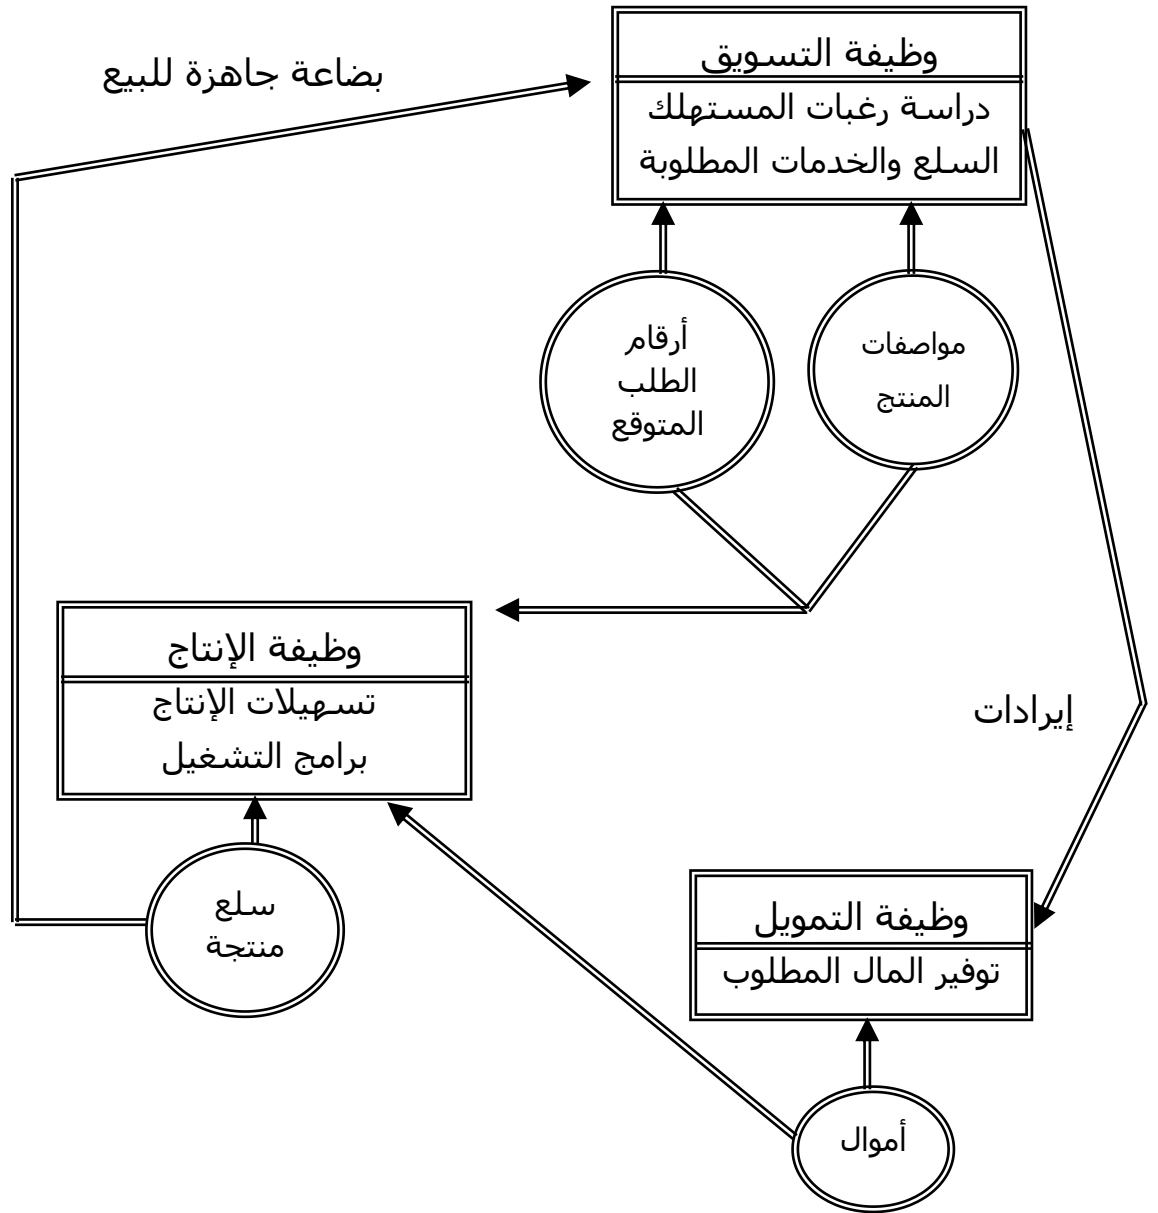 وظيفة التسويق
دراسة رغبات المستهلك
السلع والخدمات المطلوبة
بضاعة جاهزة للبيع
مواصفات
المنتج
أرقام
الطلب
المتوقع
وظيفة الإنتاج
تسهيلات الإنتاج
برامج التشغيل
إيرادات
سلع
منتجة
وظيفة التمويل
توفير المال المطلوب
أموال